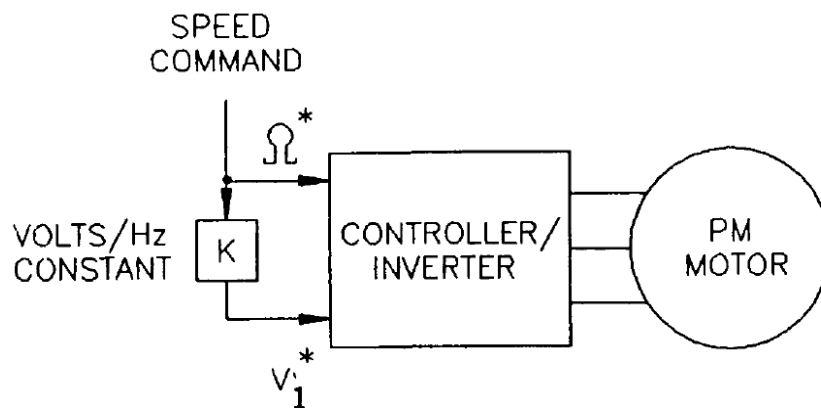 SPEED
COMMAND
Ω*
VOLTS/Hz
CONSTANT
K
CONTROLLER/
INVERTER
PM
MOTOR
V₁*